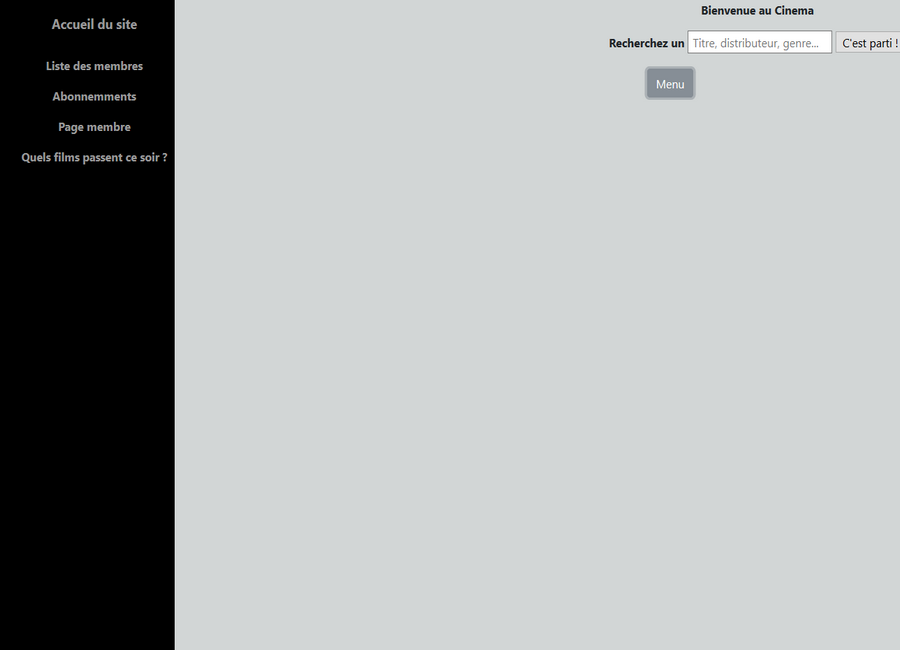 Accueil du site
Liste des membres
Abonnemments
Page membre
Quels films passent ce soir ?
Bienvenue au Cinema
Recherchez un Titre, distributeur, genre... C'est parti !
Menu